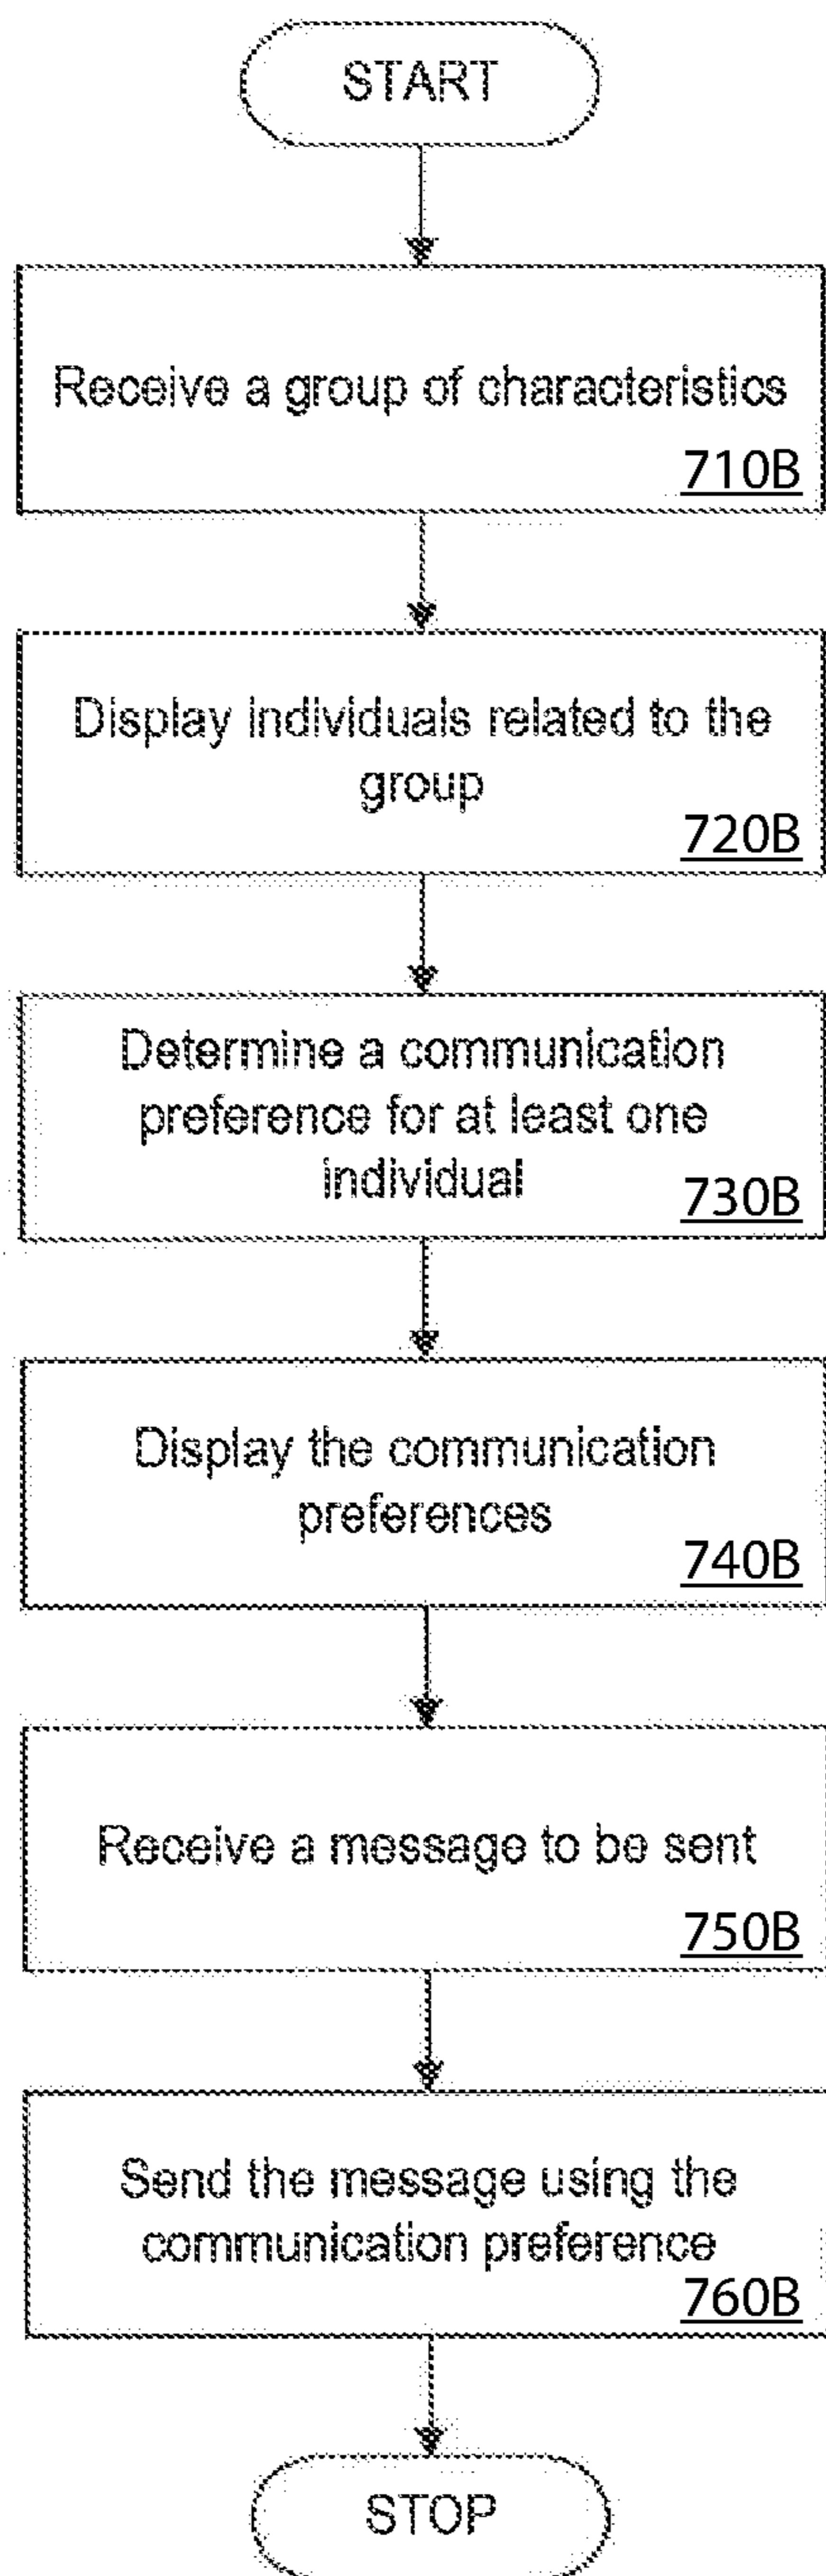 START
Receive a group of characteristics
710B
Display individuals related to the
group
720B
Determine a communication
preference for at least one
individual
730B
Display the communication
preferences
740B
Receive a message to be sent
750B
Send the message using the
communication preference
760B
STOP